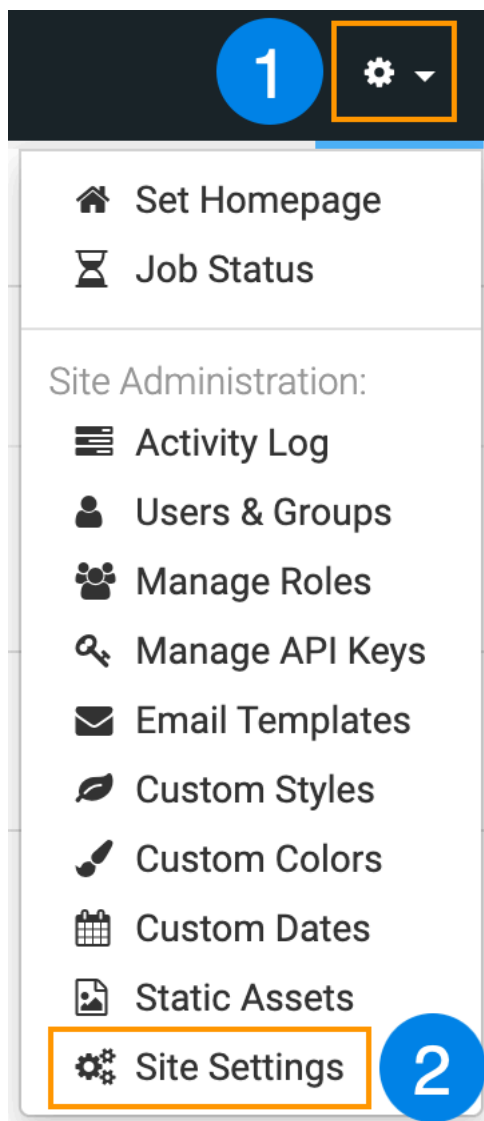 1
Set Homepage
Job Status
Site Administration:
Activity Log
Users & Groups
Manage Roles
Manage API Keys
Email Templates
Custom Styles
Custom Colors
Custom Dates
Static Assets
Site Settings 2